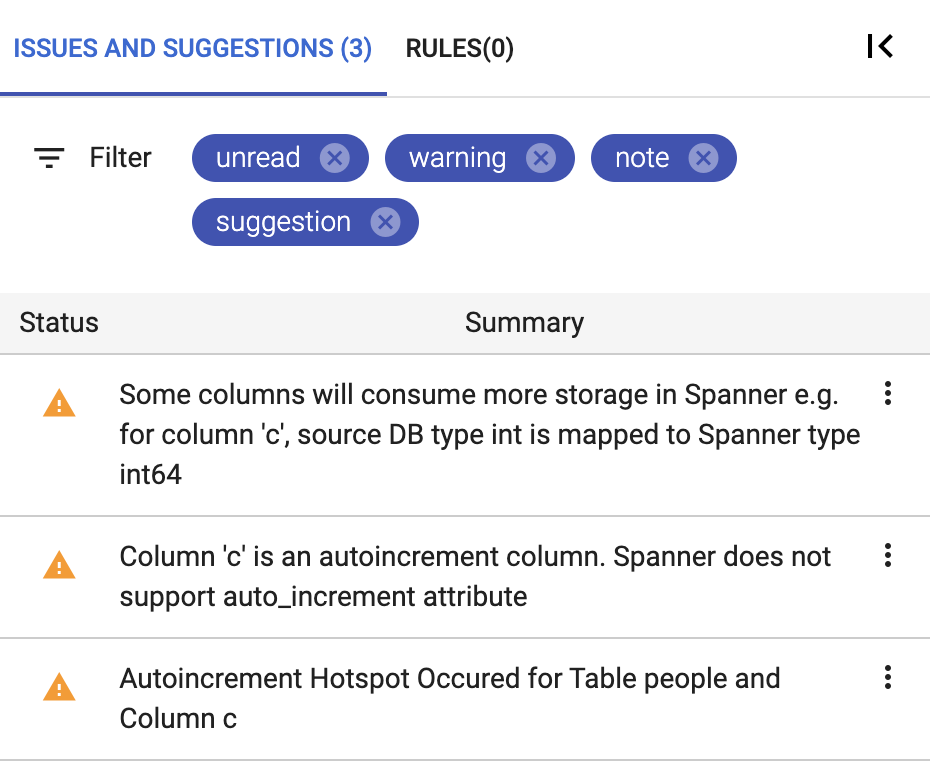 ISSUES AND SUGGESTIONS (3) RULES(0)
Filter unread warning note
suggestion
Status Summary
Some columns will consume more storage in Spanner e.g.
for column 'c', source DB type int is mapped to Spanner type
int64
Column 'c' is an autoincrement column. Spanner does not
support auto_increment attribute
Autoincrement Hotspot Occured for Table people and
Column c